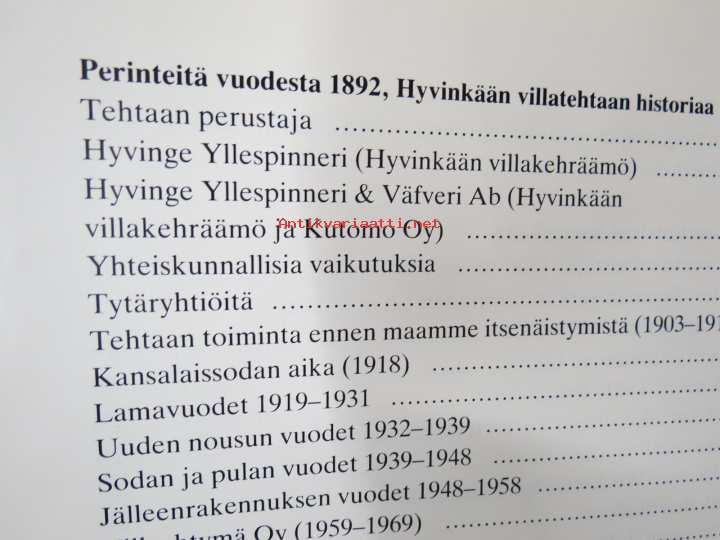 Perinteitä vuodesta 1892, Hyvinkään villatehtaan historiaa
Tehtaan perustaja ........................................
Hyvinge Yllespinneri (Hyvinkään villakehräämö) ........
Hyvinge Yllespinneri & Väfveri Ab (Hyvinkään
villakehräämö ja Kutomo Oy) ........................
Antikvariaatti.net
Yhteiskunnallisia vaikutuksia ........................
Tytäryhtiöitä ........................................
Tehtaan toiminta ennen maamme itsenäistymistä (1903–191
Kansalaissodan aika (1918) ........................
Lamavuodet 1919–1931 ........................
Uuden nousun vuodet 1932–1939 ........................
Sodan ja pulan vuodet 1939–1948 ........................
Jälleenrakennuksen vuodet 1948–1958 ................
Oy (1959–1969) ........................